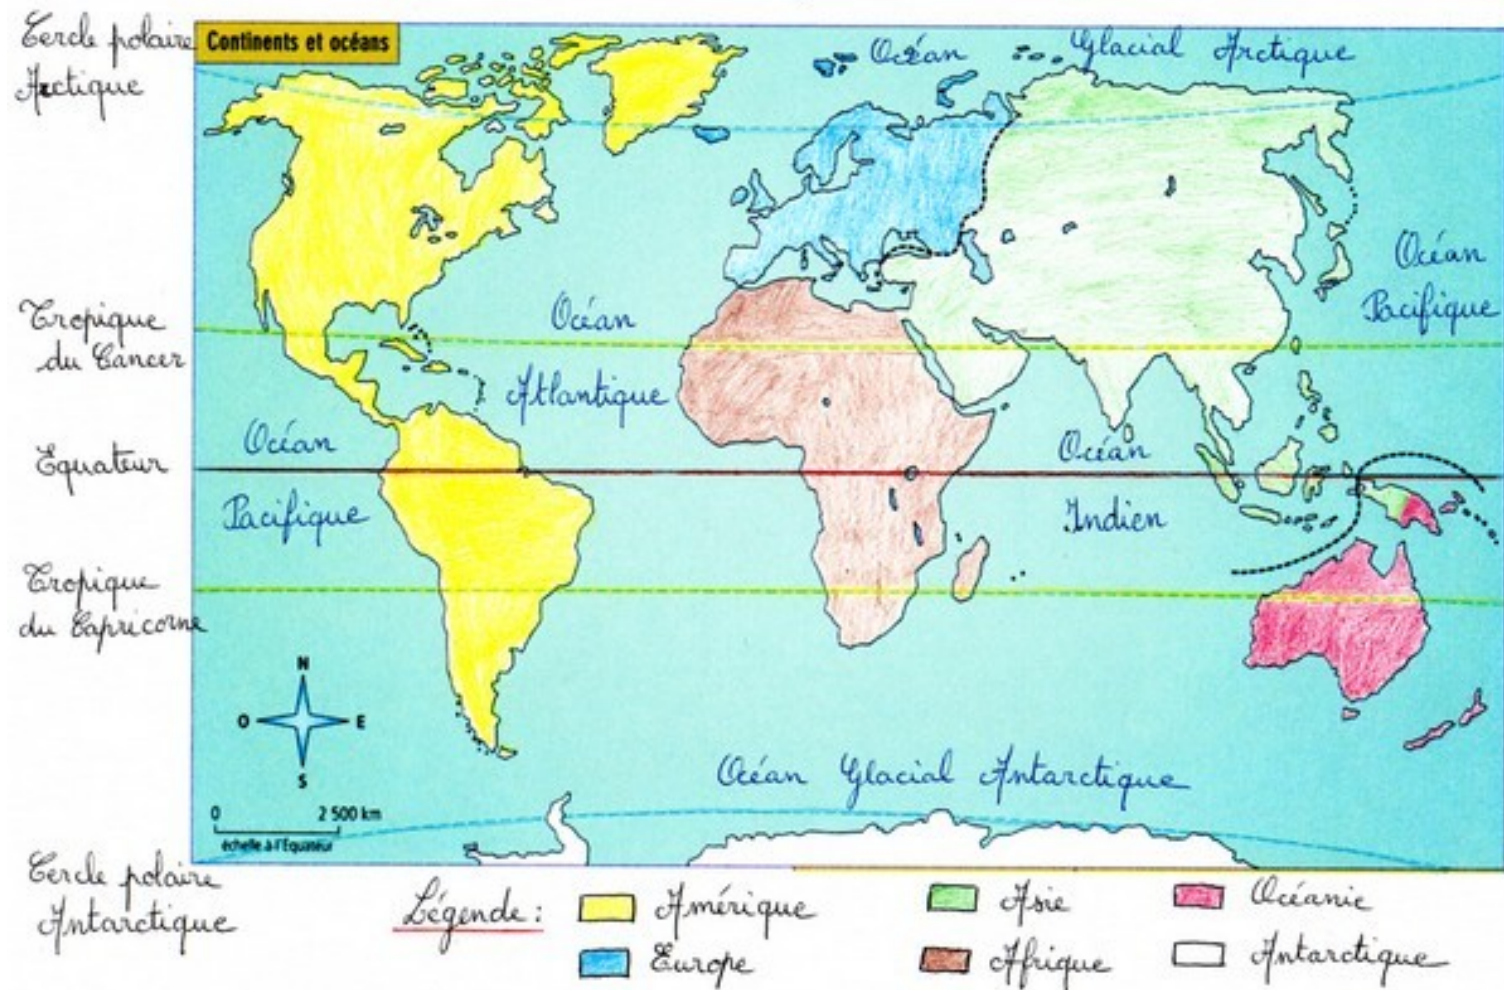 Cercle polaire
Arctique
Continents et océans
Océan Glacial Arctique
Océan
Pacifique
Tropique
du Cancer
Océan
Atlantique
Equateur
Océan
Pacifique
Océan
Indien
Tropique
du Capricorne
N
O E
S
0 2 500 km
échelle à l'Equateur
Océan Glacial Antarctique
Cercle polaire
Antarctique
Légende :
Amérique
Europe
Asie
Afrique
Océanie
Antarctique